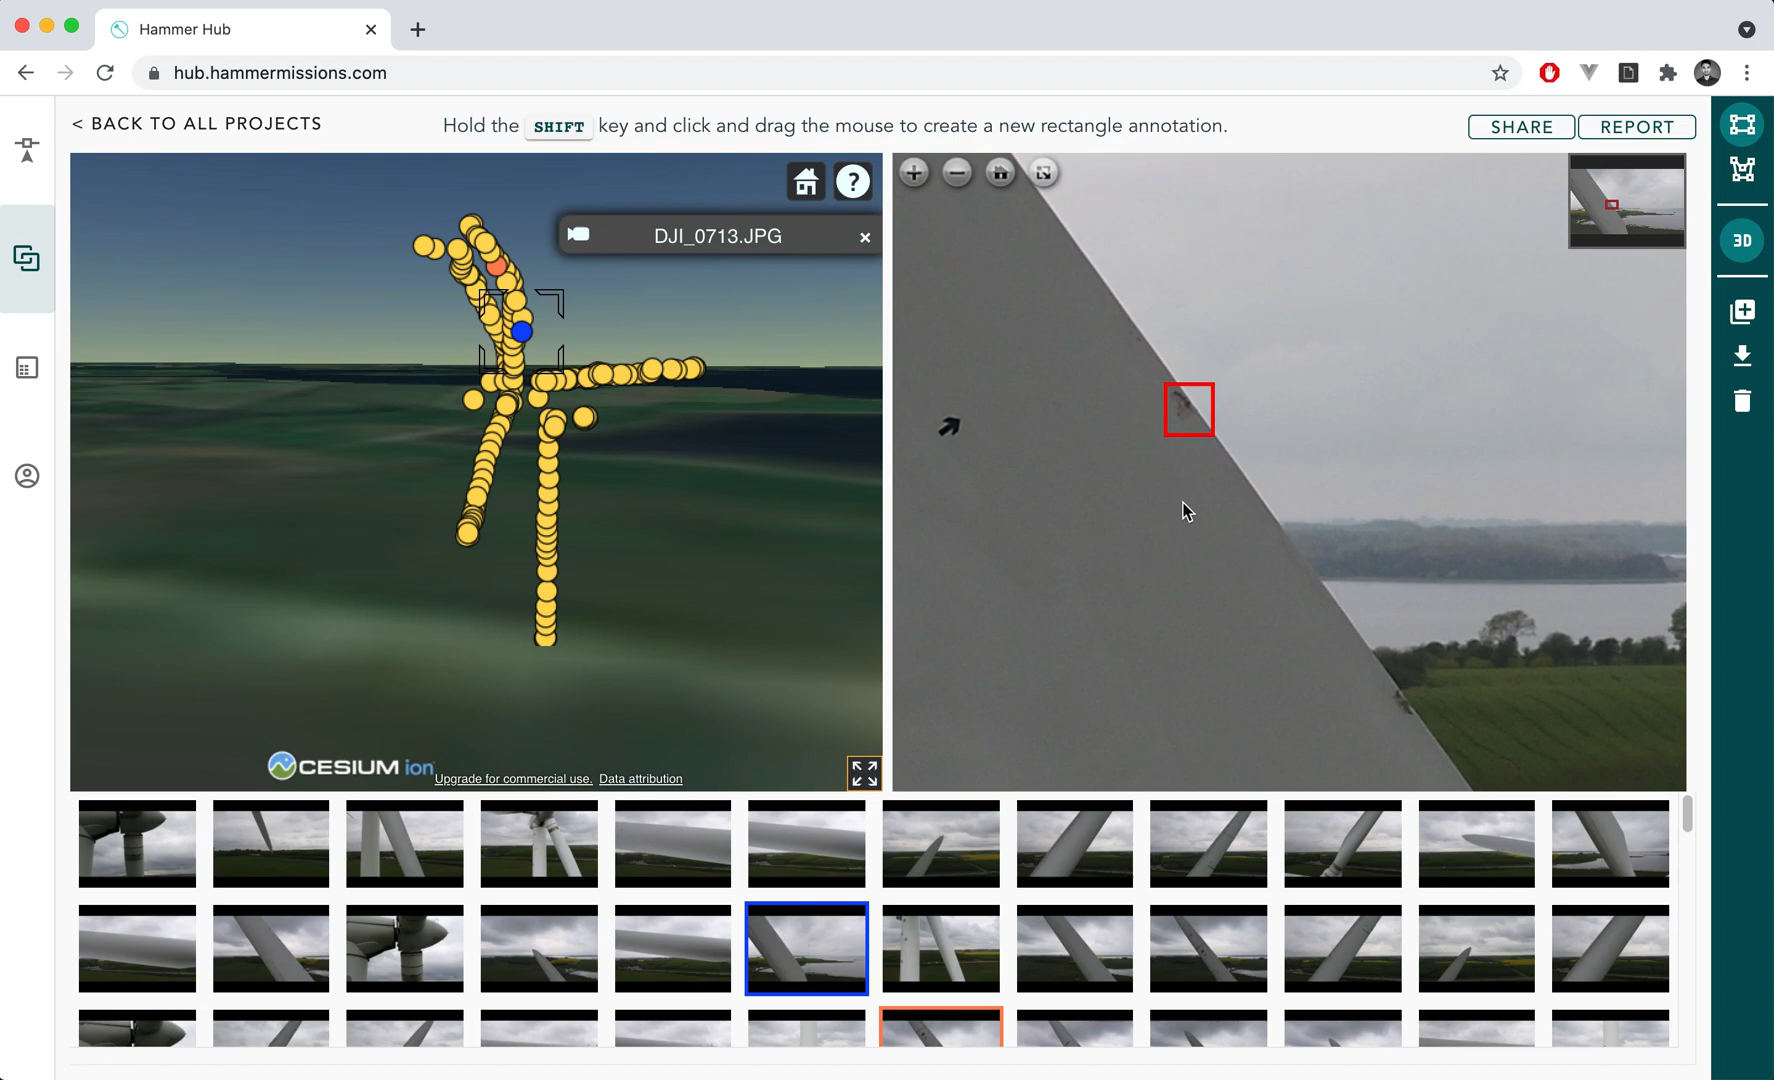 Hammer Hub
hub.hammermissions.com
< BACK TO ALL PROJECTS
Hold the SHIFT key and click and drag the mouse to create a new rectangle annotation.
SHARE
REPORT
?
DJI_0713.JPG
3D
CESIUM ion
Upgrade for commercial use. Data attribution